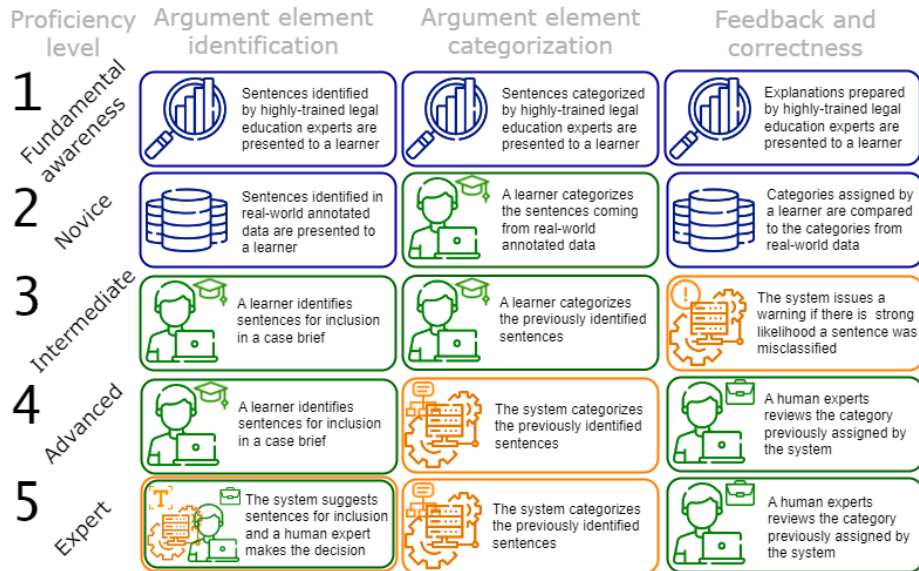 Proficiency level
Argument element identification
Argument element categorization
Feedback and correctness
1
Fundamental awareness
Sentences identified
by highly-trained legal
education experts are
presented to a learner
Sentences categorized
by highly-trained legal
education experts are
presented to a learner
Explanations prepared
by highly-trained legal
education experts are
presented to a learner
2
Novice
Sentences identified in
real-world annotated
data are presented to
a learner
A learner categorizes
the sentences coming
from real-world
annotated data
Categories assigned by
a learner are compared
to the categories from
real-world data
3
Intermediate
A learner identifies
sentences for inclusion
in a case brief
A learner categorizes
the previously identified
sentences
The system issues a
warning if there is strong
likelihood a sentence was
misclassified
4
Advanced
A learner identifies
sentences for inclusion
in a case brief
The system categorizes
the previously identified
sentences
A human experts
reviews the category
previously assigned by
the system
5
Expert
T
The system suggests
sentences for inclusion
and a human expert
makes the decision
The system categorizes
the previously identified
sentences
A human experts
reviews the category
previously assigned by
the system